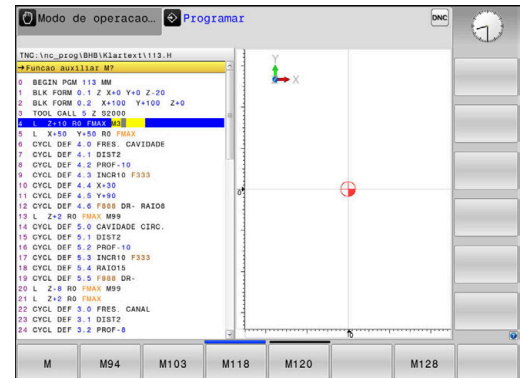 Modo de operacao... Programar DNC
TNC:\nc_prog\BHB\Klartext\113.H
→Funcao auxiliar M?
0 BEGIN PGM 113 MM
1 BLK FORM 0.1 Z X+0 Y+0 Z-20
2 BLK FORM 0.2 X+100 Y+100 Z+0
3 TOOL CALL 5 Z S2000
4 L Z+10 R0 FMAX M3
5 L X+50 Y+50 R0 FMAX
6 CYCL DEF 4.0 FRES. CAVIDADE
7 CYCL DEF 4.1 DIST2
8 CYCL DEF 4.2 PROF-10
9 CYCL DEF 4.3 INCR10 F333
10 CYCL DEF 4.4 X+30
11 CYCL DEF 4.5 Y+90
12 CYCL DEF 4.6 F888 DR- RAIO8
13 L Z+2 R0 FMAX M99
14 CYCL DEF 5.0 CAVIDADE CIRC.
15 CYCL DEF 5.1 DIST2
16 CYCL DEF 5.2 PROF-10
17 CYCL DEF 5.3 INCR10 F333
18 CYCL DEF 5.4 RAIO15
19 CYCL DEF 5.5 F888 DR-
20 L Z-8 R0 FMAX M99
21 L Z+2 R0 FMAX
22 CYCL DEF 3.0 FRES. CANAL
23 CYCL DEF 3.1 DIST2
24 CYCL DEF 3.2 PROF-8
Y
X
0
0
M M94 M103 M118 M120 M128